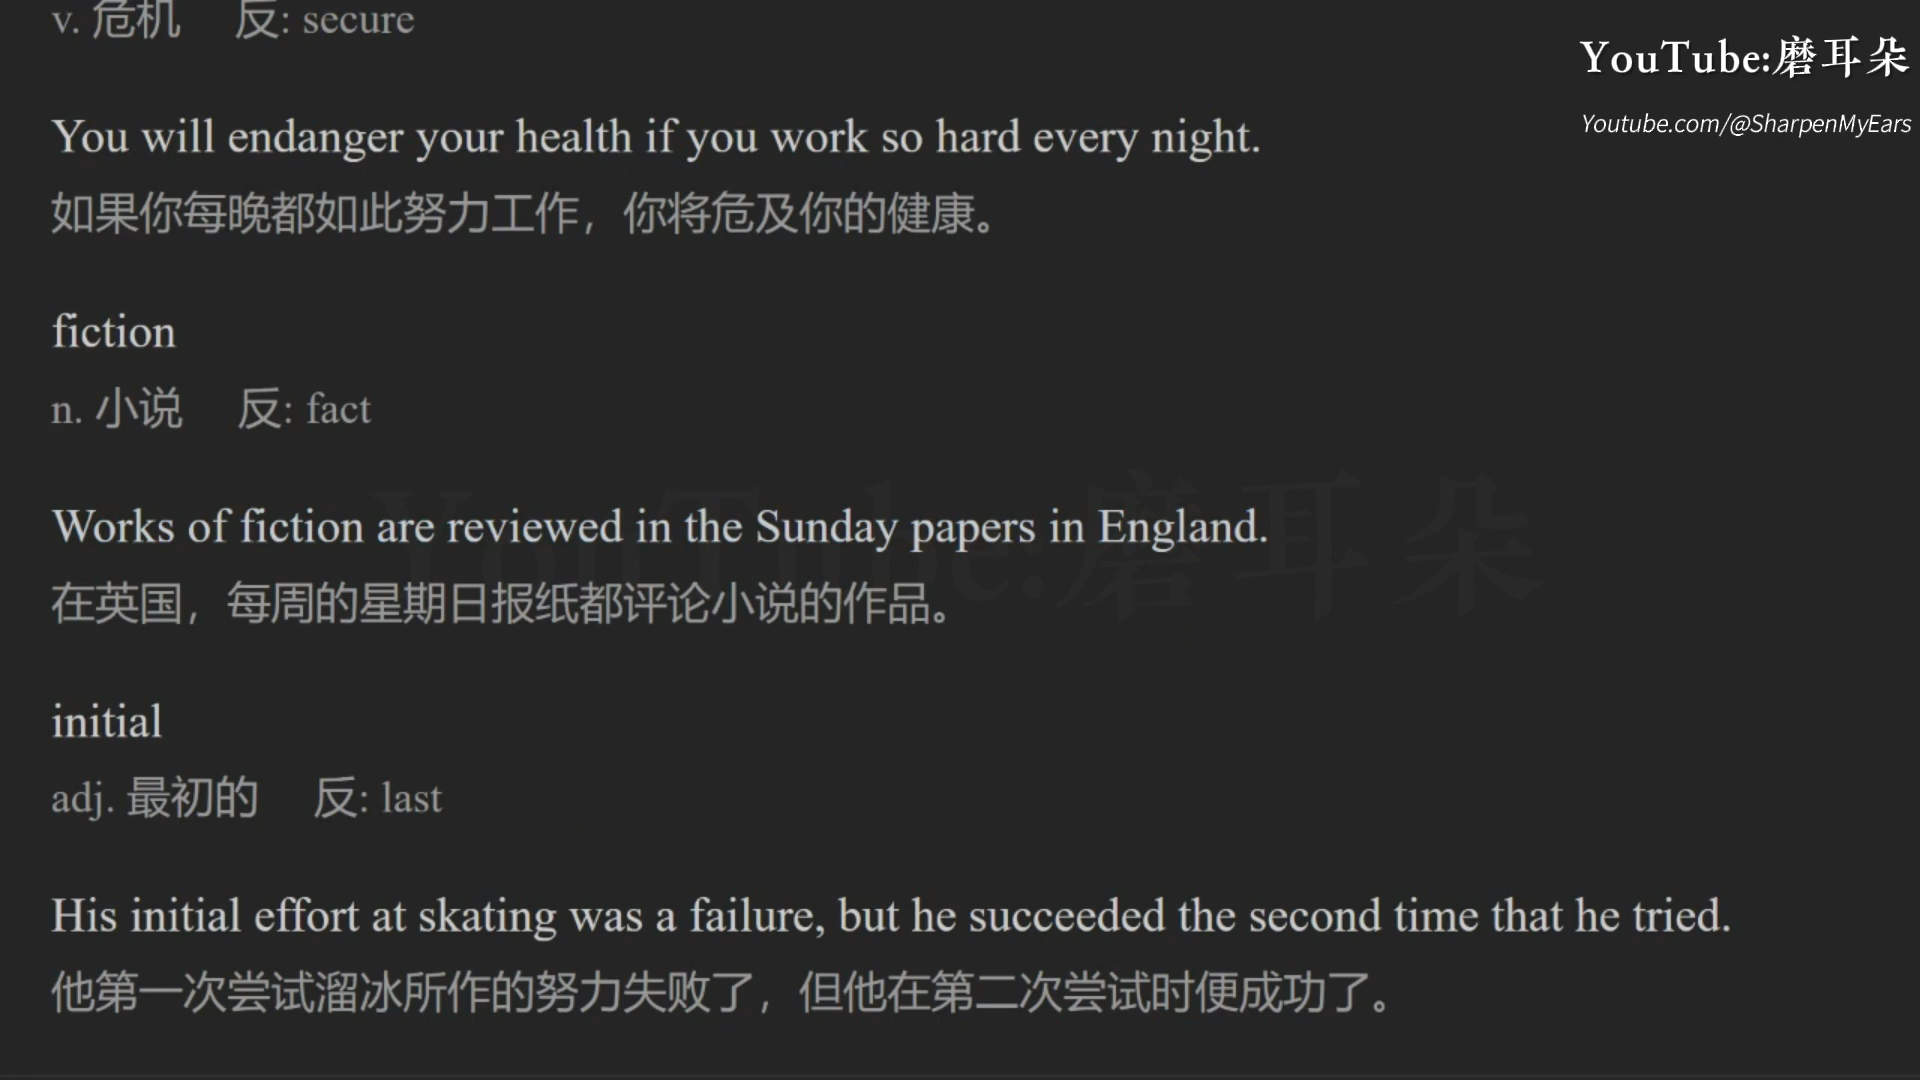 v. 危机 反: secure
YouTube:磨耳朵
Youtube.com/@SharpenMyEars
You will endanger your health if you work so hard every night.
如果你每晚都如此努力工作，你将危及你的健康。
fiction
n. 小说 反: fact
YouTube:磨耳朵
Works of fiction are reviewed in the Sunday papers in England.
在英国，每周的星期日报纸都评论小说的作品。
initial
adj. 最初的 反: last
His initial effort at skating was a failure, but he succeeded the second time that he tried.
他第一次尝试溜冰所作的努力失败了，但他在第二次尝试时便成功了。